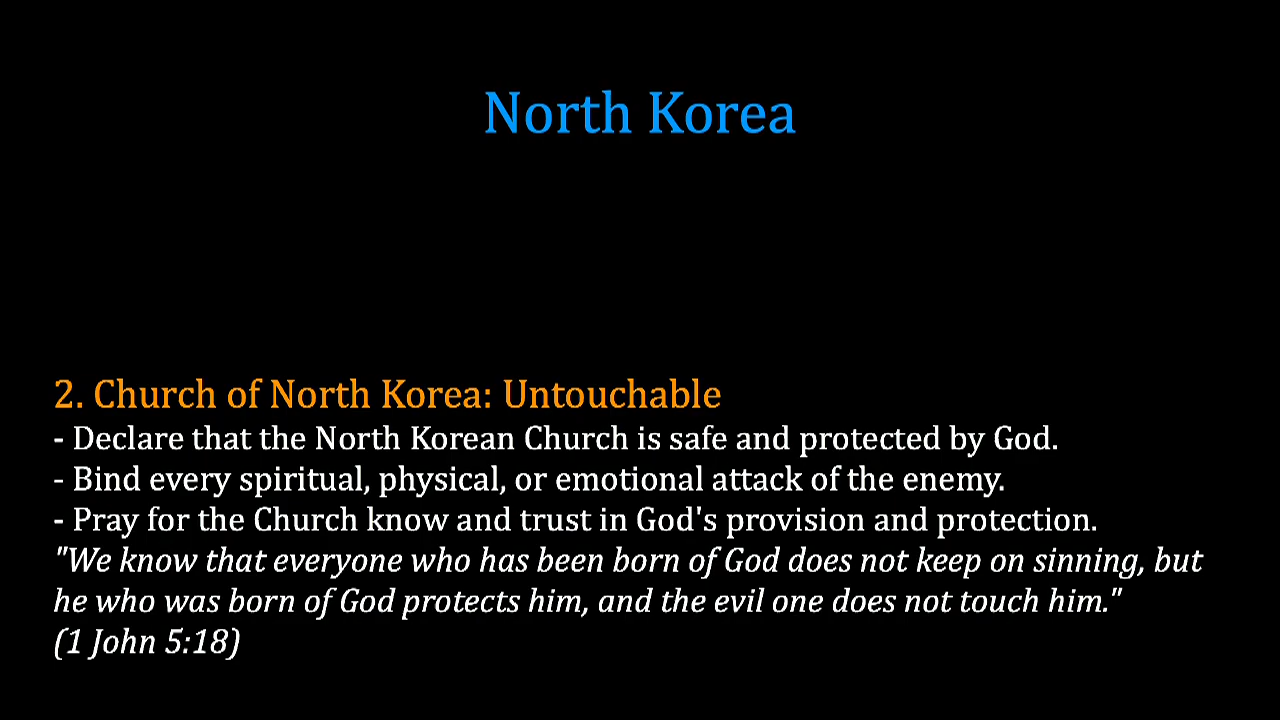 North Korea
2. Church of North Korea: Untouchable
- Declare that the North Korean Church is safe and protected by God.
- Bind every spiritual, physical, or emotional attack of the enemy.
- Pray for the Church know and trust in God's provision and protection.
"We know that everyone who has been born of God does not keep on sinning, but
he who was born of God protects him, and the evil one does not touch him."
(1 John 5:18)